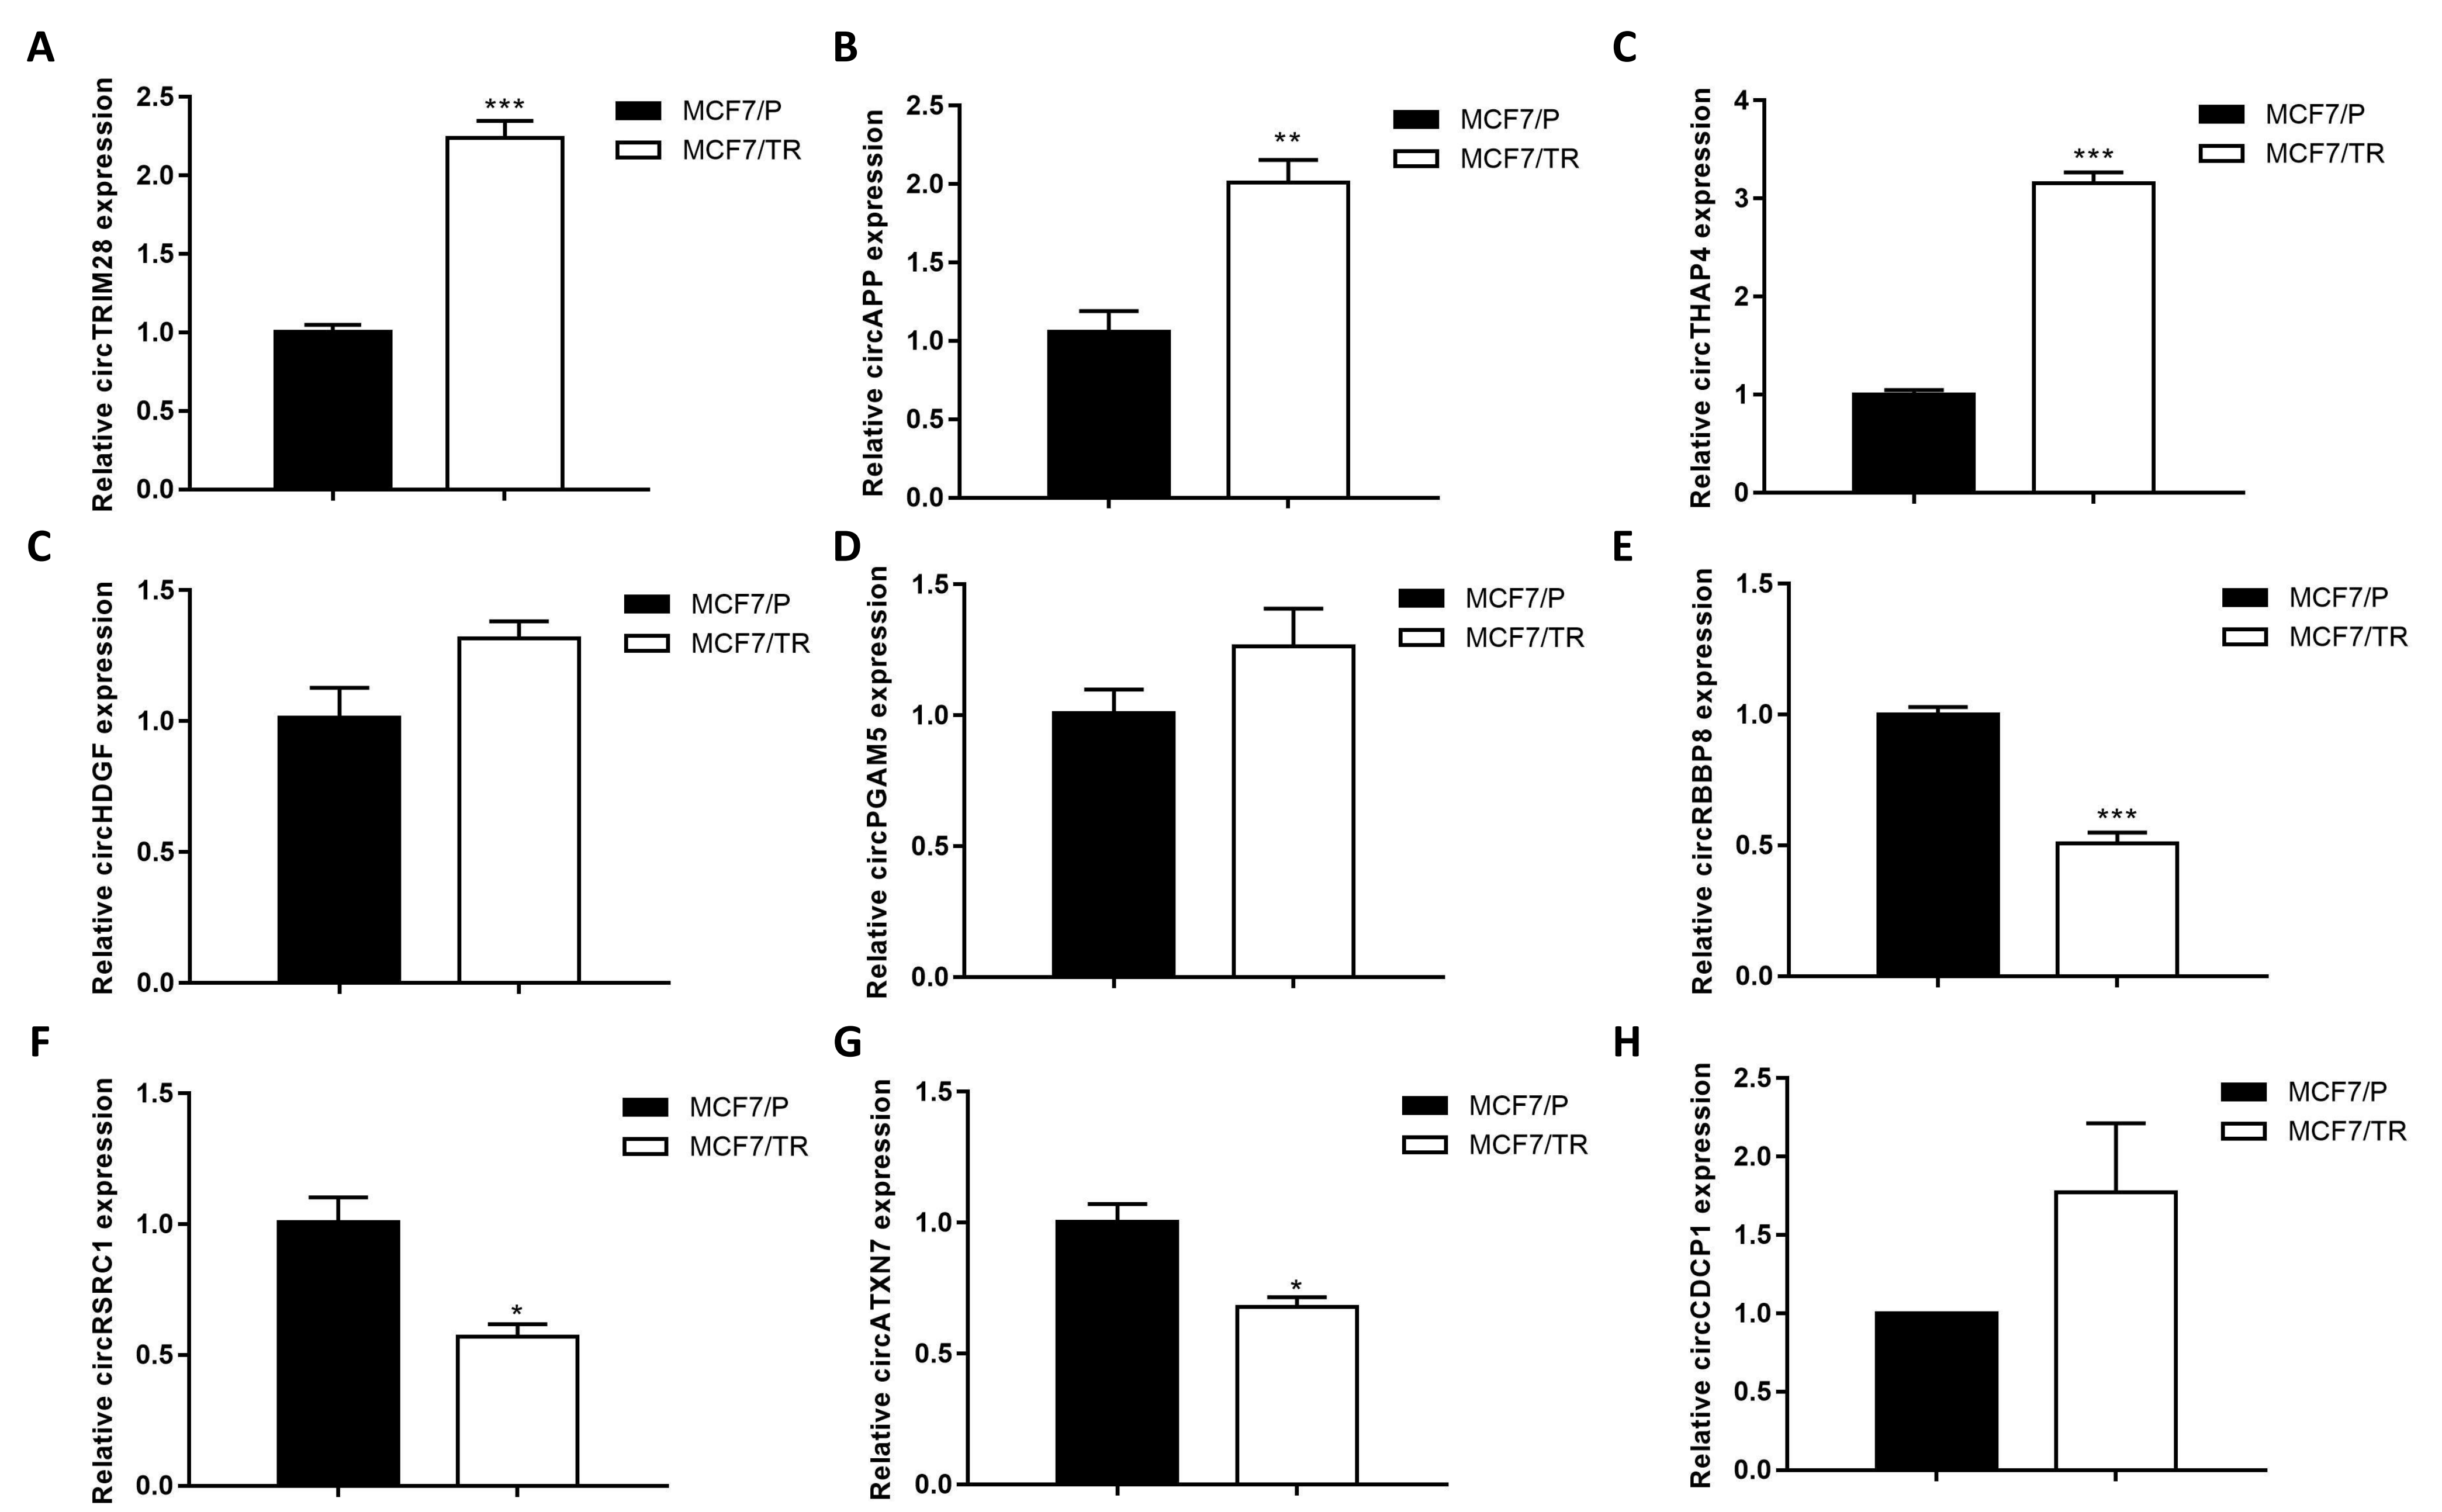 A
Relative circTRIM28 expression
2.5
2.0
1.5
1.0
0.5
0.0
***
MCF7/P
MCF7/TR
B
Relative circAPP expression
2.5
2.0
1.5
1.0
0.5
0.0
**
MCF7/P
MCF7/TR
C
Relative circTHAP4 expression
4
3
2
1
0
***
MCF7/P
MCF7/TR
C
Relative circHDGF expression
1.5
1.0
0.5
0.0
MCF7/P
MCF7/TR
D
Relative circPGAM5 expression
1.5
1.0
0.5
0.0
MCF7/P
MCF7/TR
E
Relative circRBBP8 expression
1.5
1.0
0.5
0.0
***
MCF7/P
MCF7/TR
F
Relative circRSRC1 expression
1.5
1.0
0.5
0.0
*
MCF7/P
MCF7/TR
G
Relative circATXN7 expression
1.5
1.0
0.5
0.0
*
MCF7/P
MCF7/TR
H
Relative circCDCP1 expression
2.5
2.0
1.5
1.0
0.5
0.0
MCF7/P
MCF7/TR